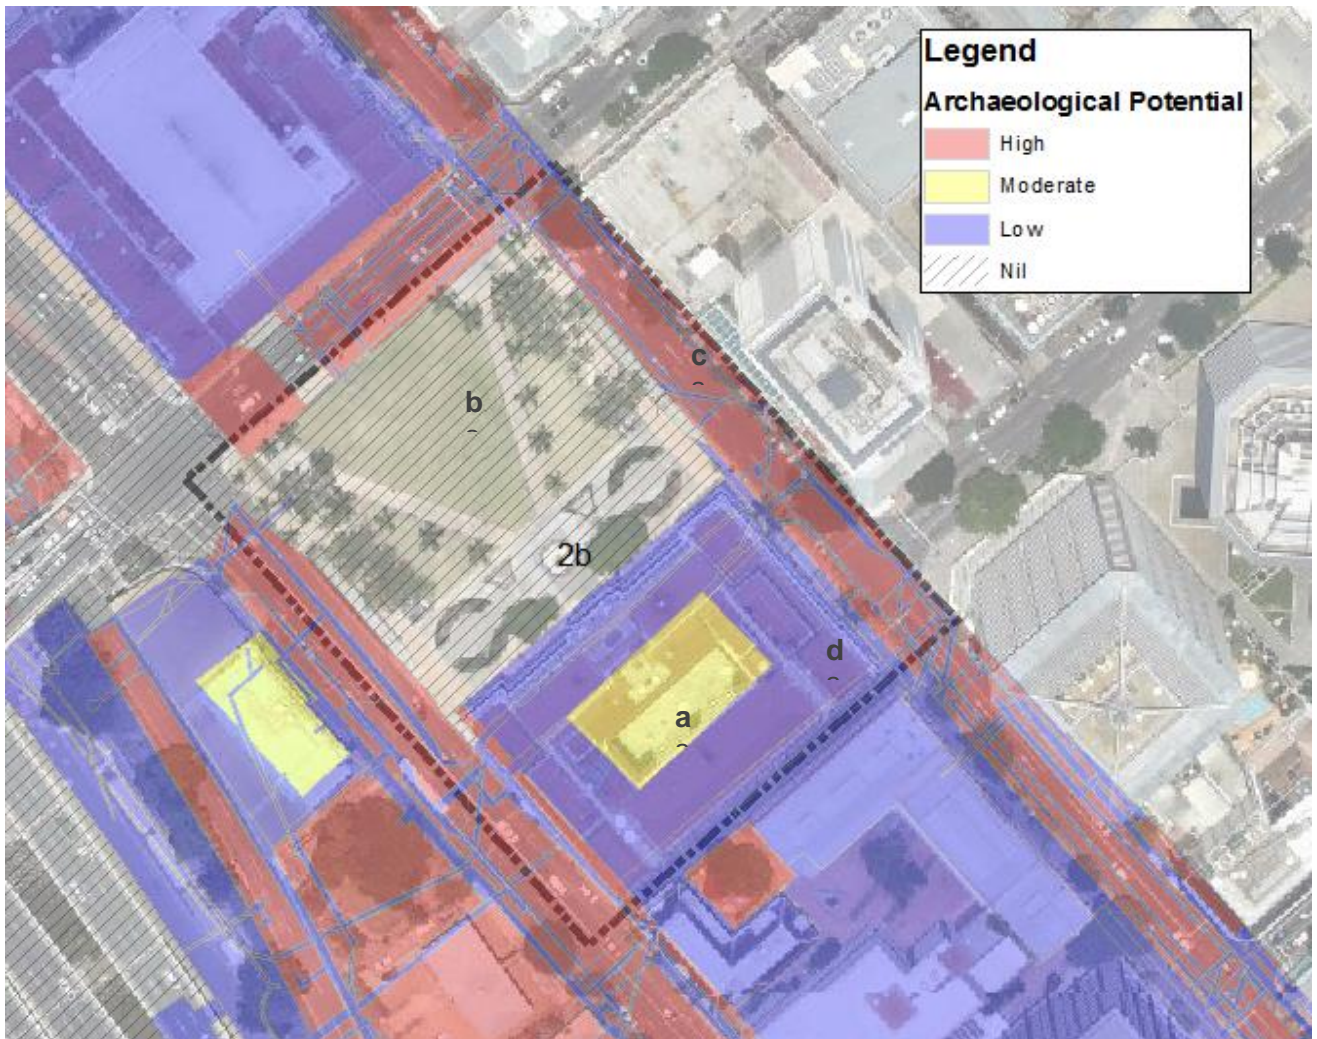 Legend
Archaeological Potential
High
Moderate
Low
Nil
c
b
2b
d
a